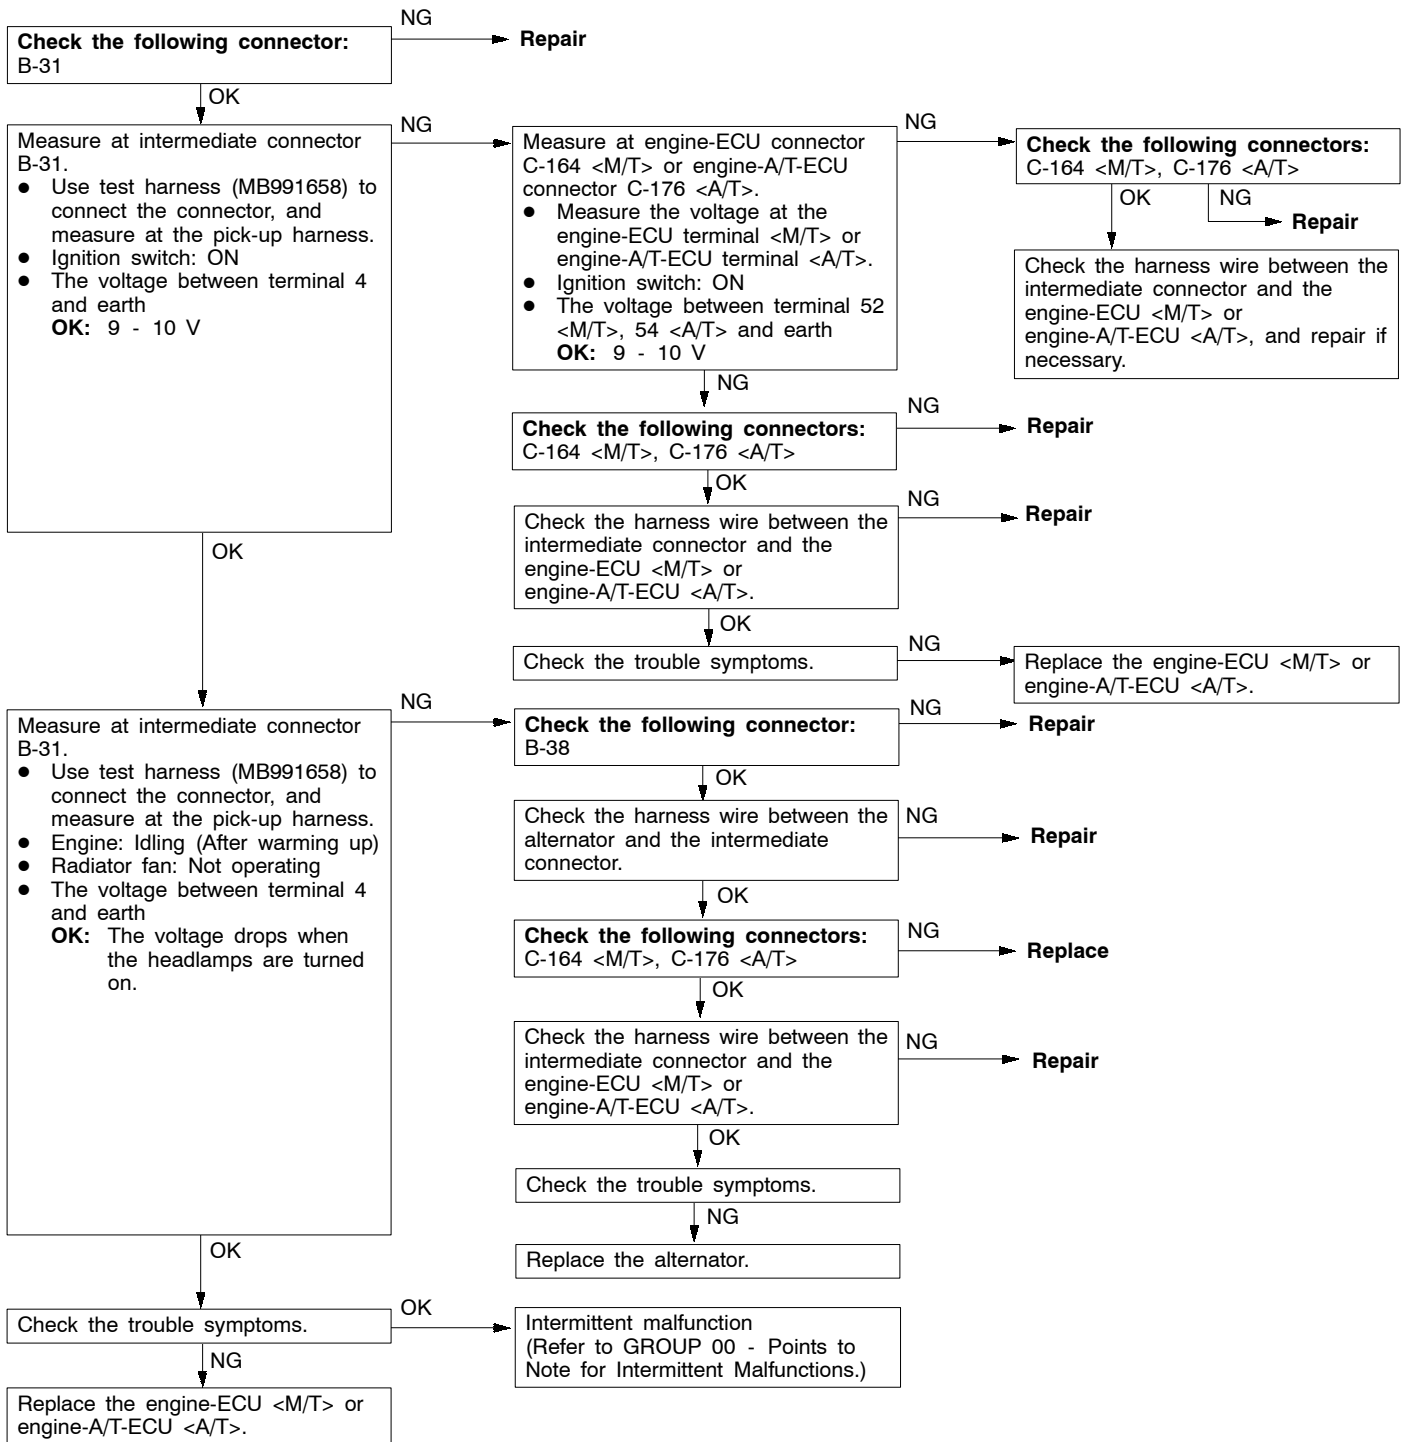 NG
Check the following connector:
B-31
Repair
OK
Measure at intermediate connector
B-31.
● Use test harness (MB991658) to
connect the connector, and
measure at the pick-up harness.
● Ignition switch: ON
● The voltage between terminal 4
and earth
OK: 9 - 10 V
NG
Measure at engine-ECU connector
C-164 <M/T> or engine-A/T-ECU
connector C-176 <A/T>.
● Measure the voltage at the
engine-ECU terminal <M/T> or
engine-A/T-ECU terminal <A/T>.
● Ignition switch: ON
● The voltage between terminal 52
<M/T>, 54 <A/T> and earth
OK: 9 - 10 V
NG
Check the following connectors:
C-164 <M/T>, C-176 <A/T>
OK
NG
Repair
Check the harness wire between the
intermediate connector and the
engine-ECU <M/T> or
engine-A/T-ECU <A/T>, and repair if
necessary.
NG
Check the following connectors:
C-164 <M/T>, C-176 <A/T>
NG
Repair
OK
Check the harness wire between the
intermediate connector and the
engine-ECU <M/T> or
engine-A/T-ECU <A/T>.
NG
Repair
OK
Check the trouble symptoms.
NG
Replace the engine-ECU <M/T> or
engine-A/T-ECU <A/T>.
OK
Measure at intermediate connector
B-31.
● Use test harness (MB991658) to
connect the connector, and
measure at the pick-up harness.
● Engine: Idling (After warming up)
● Radiator fan: Not operating
● The voltage between terminal 4
and earth
OK: The voltage drops when
the headlamps are turned
on.
NG
Check the following connector:
B-38
NG
Repair
OK
Check the harness wire between the
alternator and the intermediate
connector.
NG
Repair
OK
Check the following connectors:
C-164 <M/T>, C-176 <A/T>
NG
Replace
OK
Check the harness wire between the
intermediate connector and the
engine-ECU <M/T> or
engine-A/T-ECU <A/T>.
NG
Repair
OK
Check the trouble symptoms.
NG
Replace the alternator.
OK
Check the trouble symptoms.
OK
Intermittent malfunction
(Refer to GROUP 00 - Points to
Note for Intermittent Malfunctions.)
NG
Replace the engine-ECU <M/T> or
engine-A/T-ECU <A/T>.